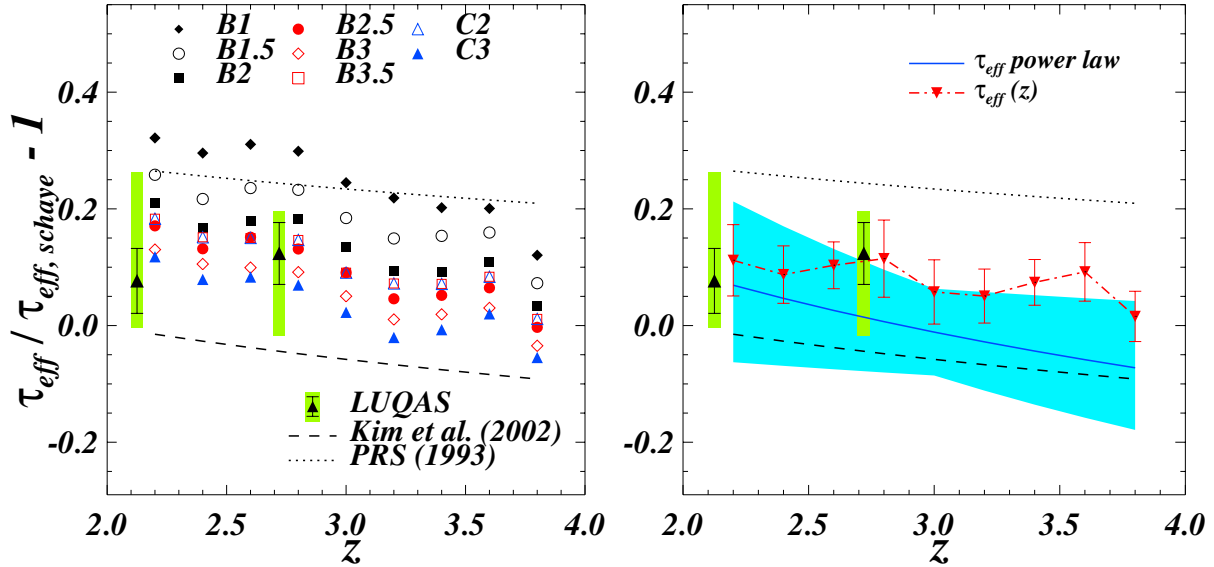 B1 B2.5 C2
B1.5 B3 C3
B2 B3.5
τeff / τeff, schaye - 1
0.4
0.2
0.0
-0.2
LUQAS
Kim et al. (2002)
PRS (1993)
2.0 2.5 3.0 3.5 4.0
z
τeff power law
τeff (z)
0.4
0.2
0.0
-0.2
2.0 2.5 3.0 3.5 4.0
z